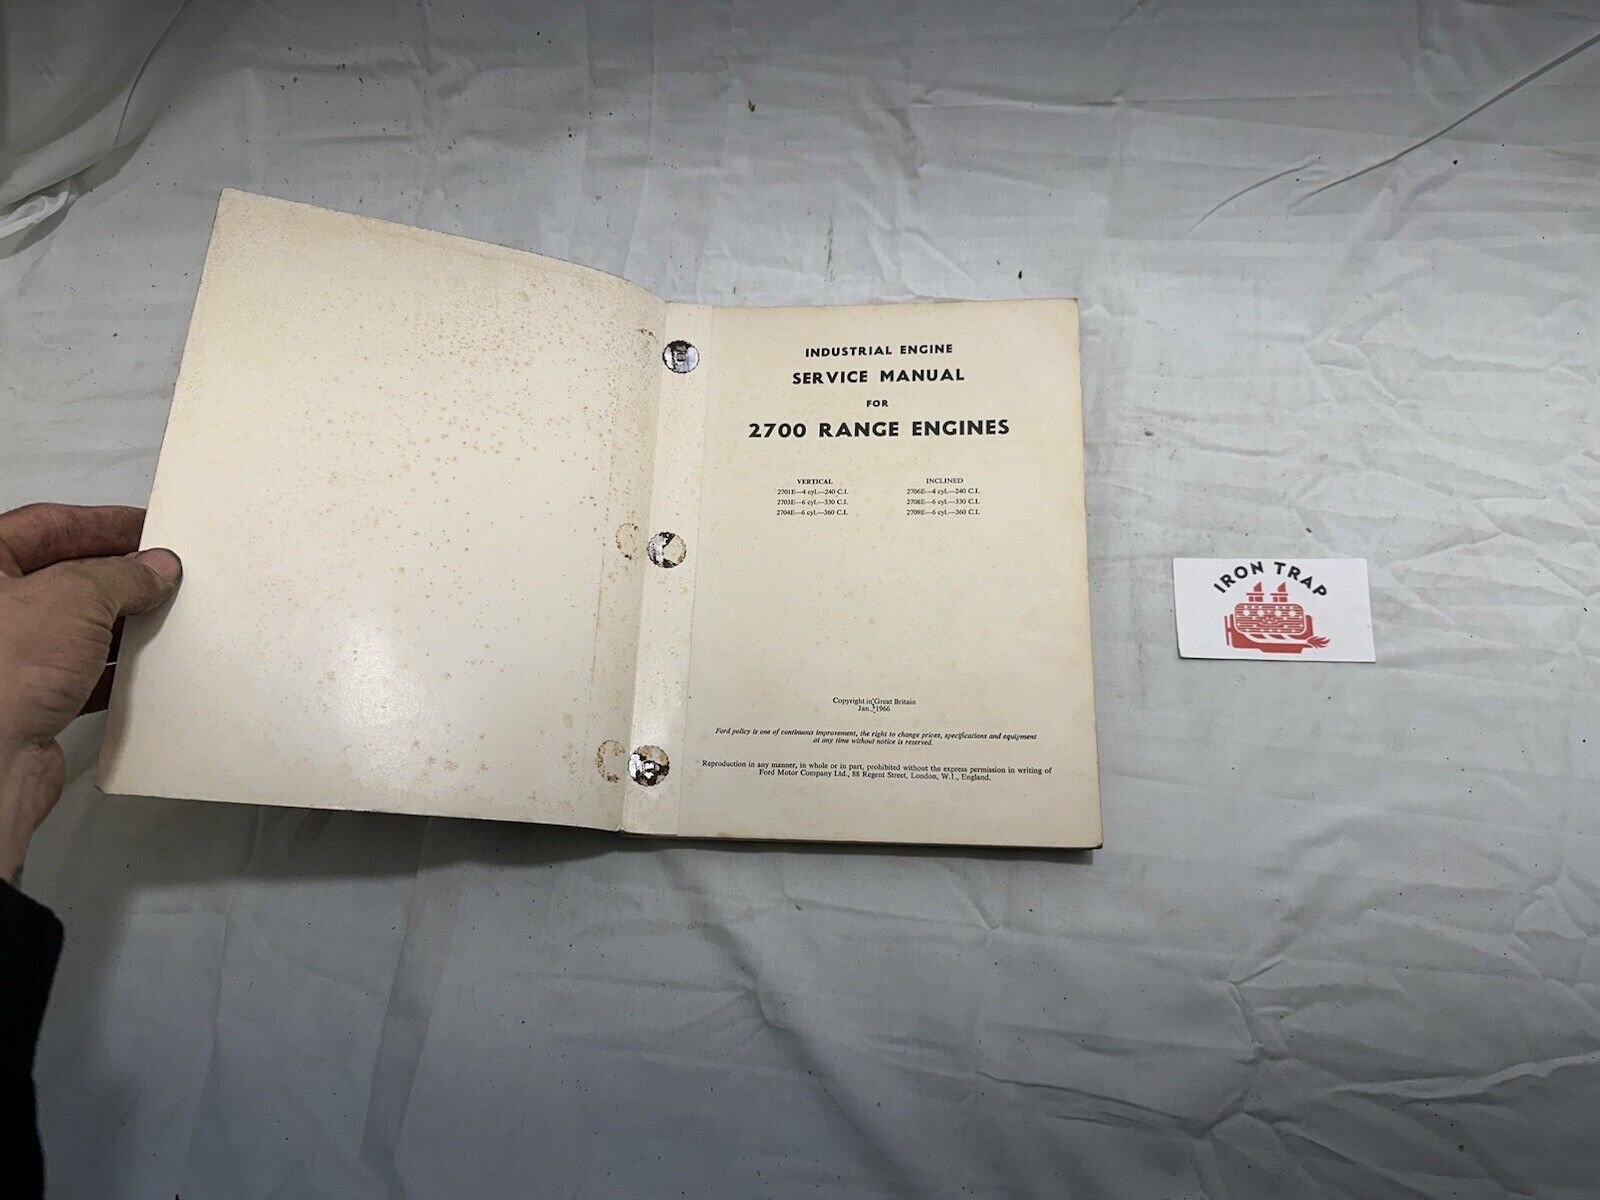 INDUSTRIAL ENGINE
SERVICE MANUAL
FOR
2700 RANGE ENGINES
VERTICAL
2701E—4 cyl.—240 C.I.
2703E—6 cyl.—330 C.I.
2704E—6 cyl.—360 C.I.
INCLINED
2706E—4 cyl.—240 C.I.
2708E—6 cyl.—330 C.I.
2709E—6 cyl.—360 C.I.
Copyright in Great Britain
Jan., 1966
Ford policy is one of continuous improvement, the right to change prices, specifications and equipment
at any time without notice is reserved.
Reproduction in any manner, in whole or in part, prohibited without the express permission in writing of
Ford Motor Company Ltd., 88 Regent Street, London, W.1., England.
IRON TRAP